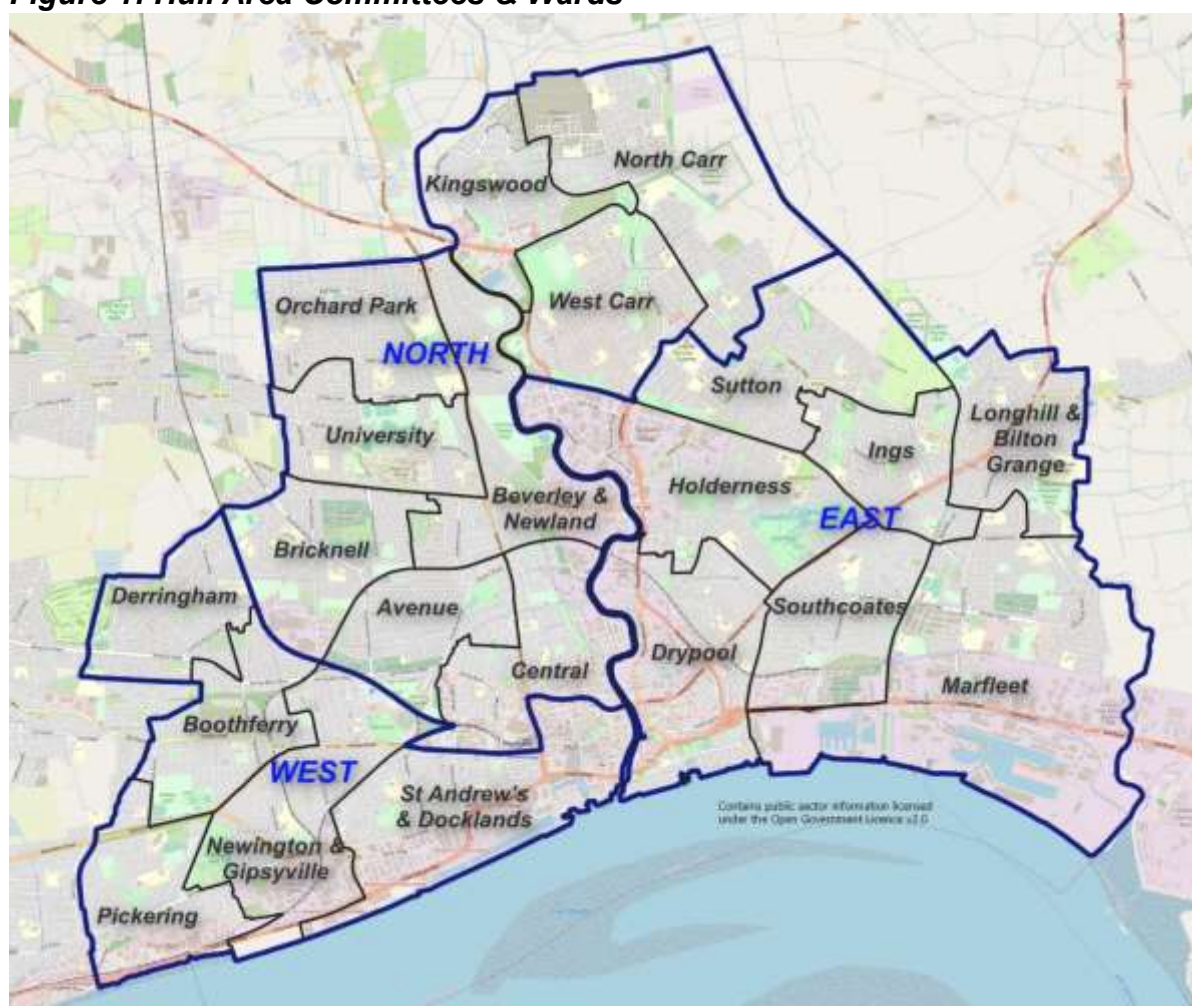 Figure 1: Hull Area Committees & Wards
North Carr
Kingswood
Orchard Park
West Carr
NORTH
Sutton
Longhill &
Bilton
Grange
University
Ings
Holderness
Beverley &
Newland
EAST
Bricknell
Derringham
Avenue
Southcoates
Drypool
Central
Marfleet
Boothferry
WEST
St Andrew's
& Docklands
Contains public sector information licensed
under the Open Government Licence v2.0
Newington &
Gipsyville
Pickering